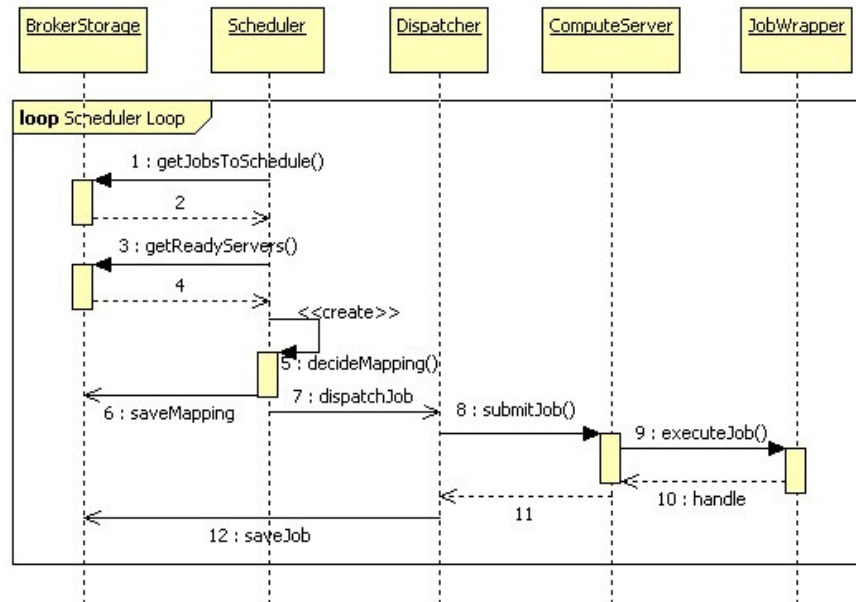 BrokerStorage
Scheduler
Dispatcher
ComputeServer
JobWrapper
loop Scheduler Loop
1 : getJobsToSchedule()
2
3 : getReadyServers()
4
<<create>>
5 : decideMapping()
6 : saveMapping
7 : dispatchJob
8 : submitJob()
9 : executeJob()
10 : handle
11
12 : saveJob